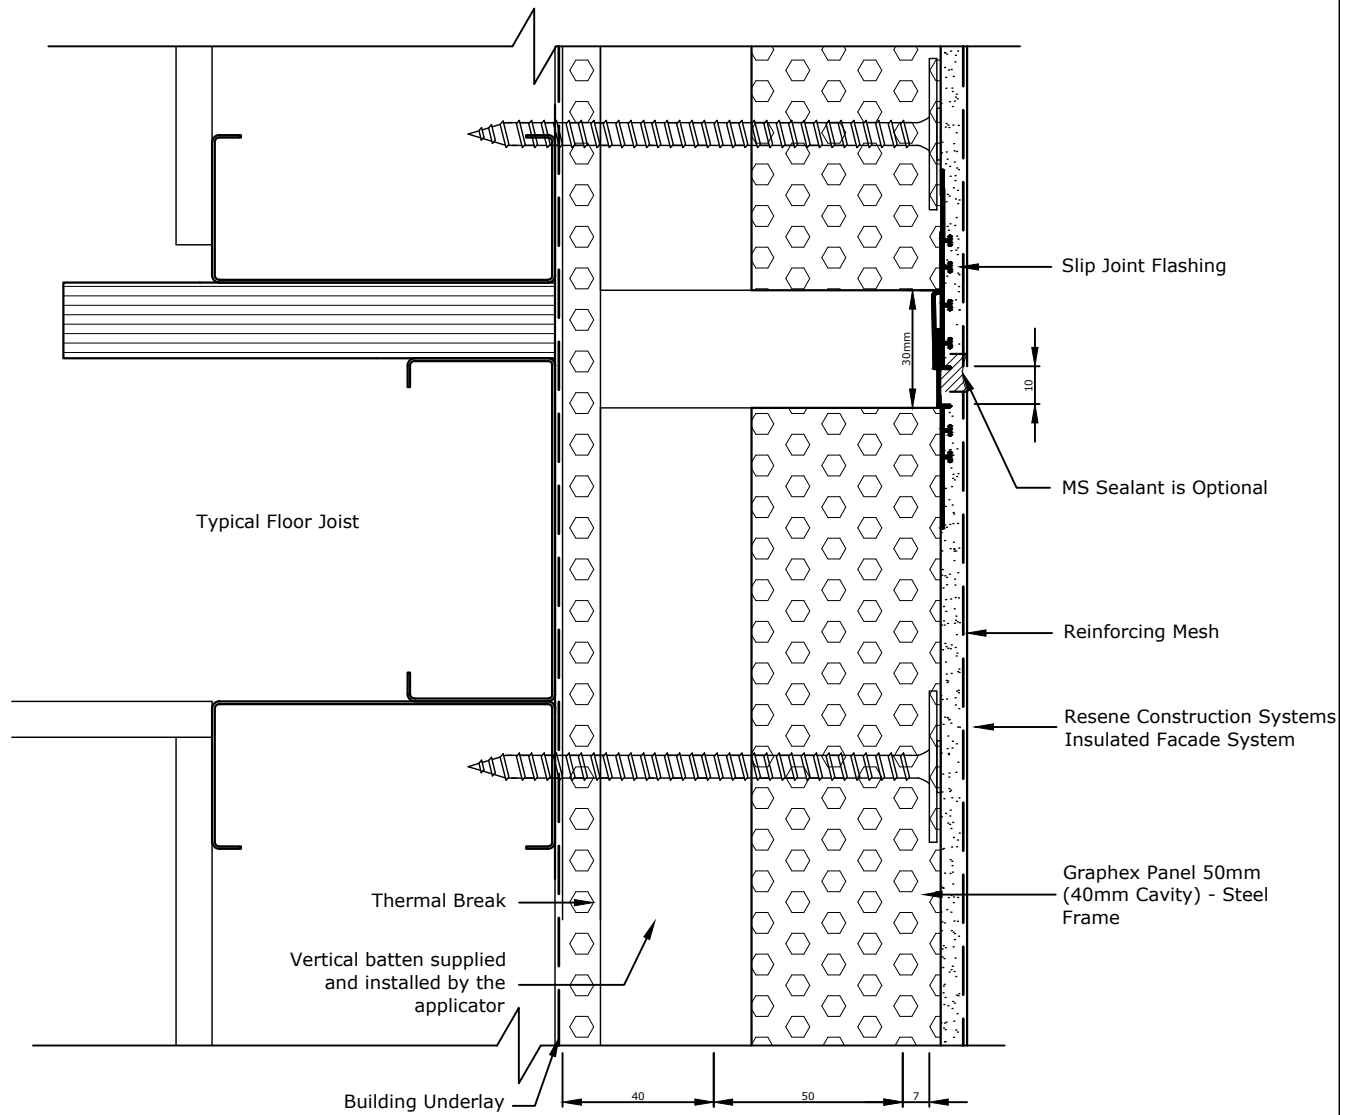 Slip Joint Flashing
30mm
10
MS Sealant is Optional
Typical Floor Joist
Reinforcing Mesh
Resene Construction Systems
Insulated Facade System
Graphex Panel 50mm
(40mm Cavity) - Steel
Frame
Thermal Break
Vertical batten supplied
and installed by the
applicator
Building Underlay
40
50
7